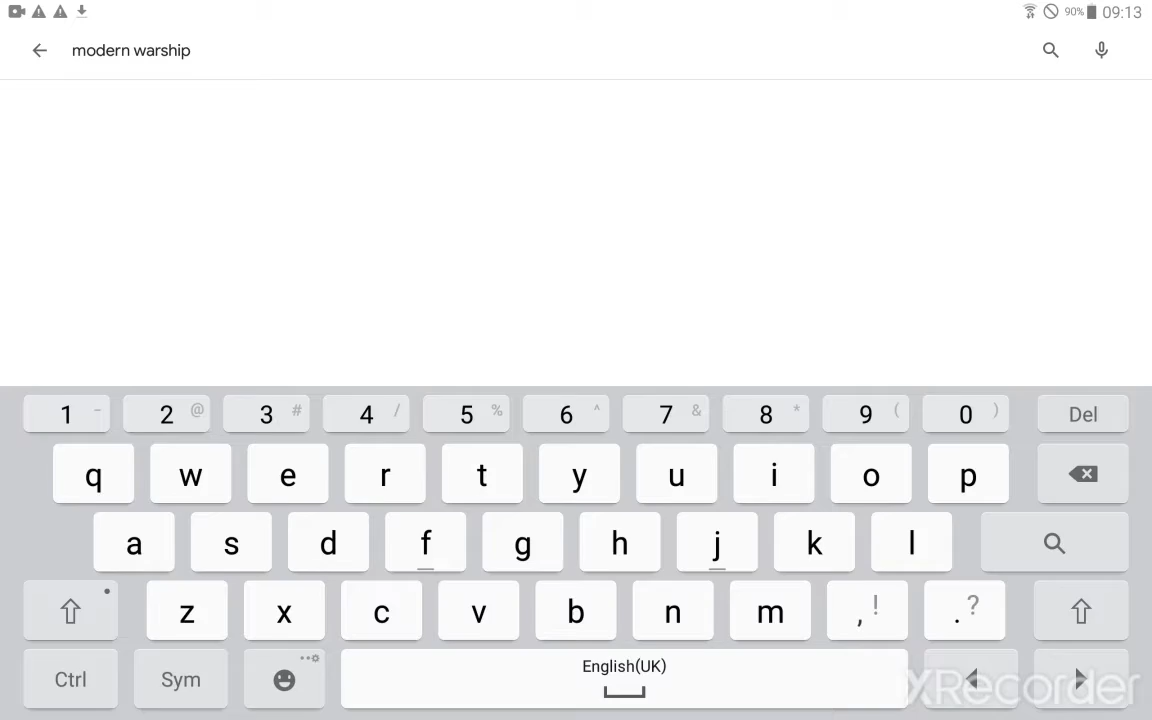 90% 09:13
modern warship
1 - 2 @ 3 # 4 / 5 % 6 ^ 7 & 8 * 9 ( 0 ) Del
q w e r t y u i o p
a s d f g h j k l
z x c v b n m , ! . ?
Ctrl Sym English(UK)
XRecorder